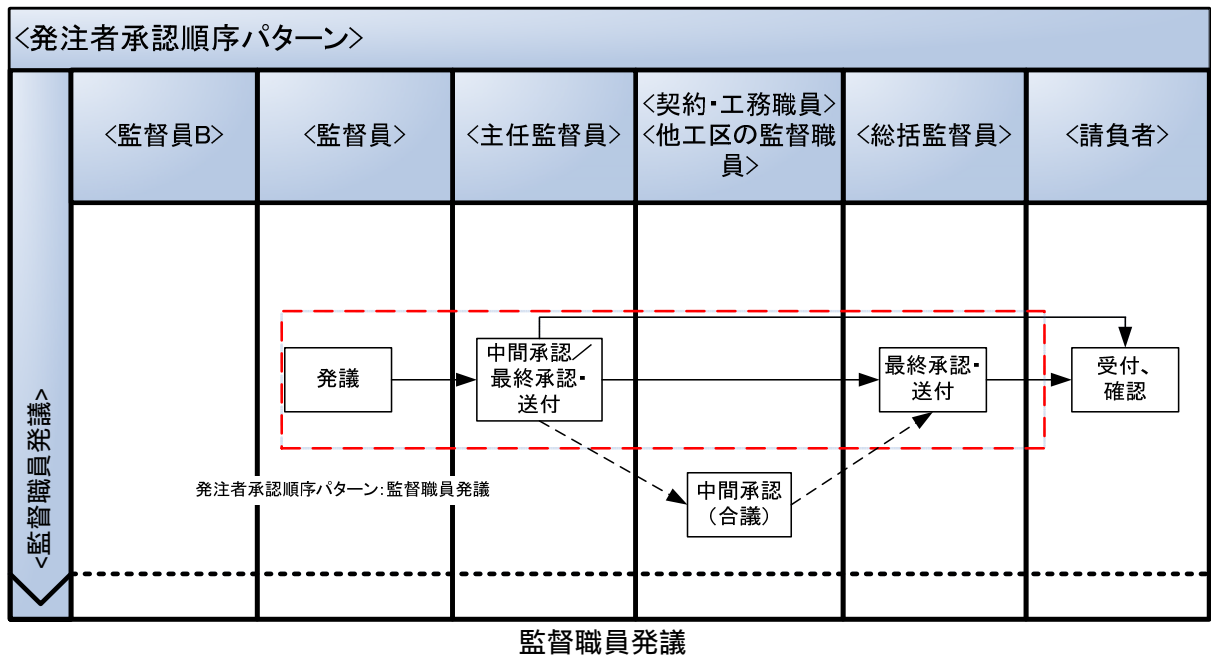 <発注者承認順序パターン>
<監督員B>
<監督員>
<主任監督員>
<契約・工務職員>
<他工区の監督職
員>
<総括監督員>
<請負者>
<監督職員発議>
発議
中間承認／
最終承認・
送付
最終承認・
送付
受付、
確認
中間承認
（合議）
発注者承認順序パターン：監督職員発議
監督職員発議